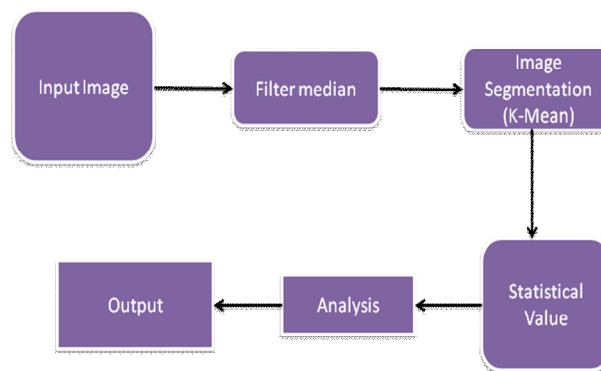 Input Image
Filter median
Image
Segmentation
(K-Mean)
Statistical
Value
Analysis
Output